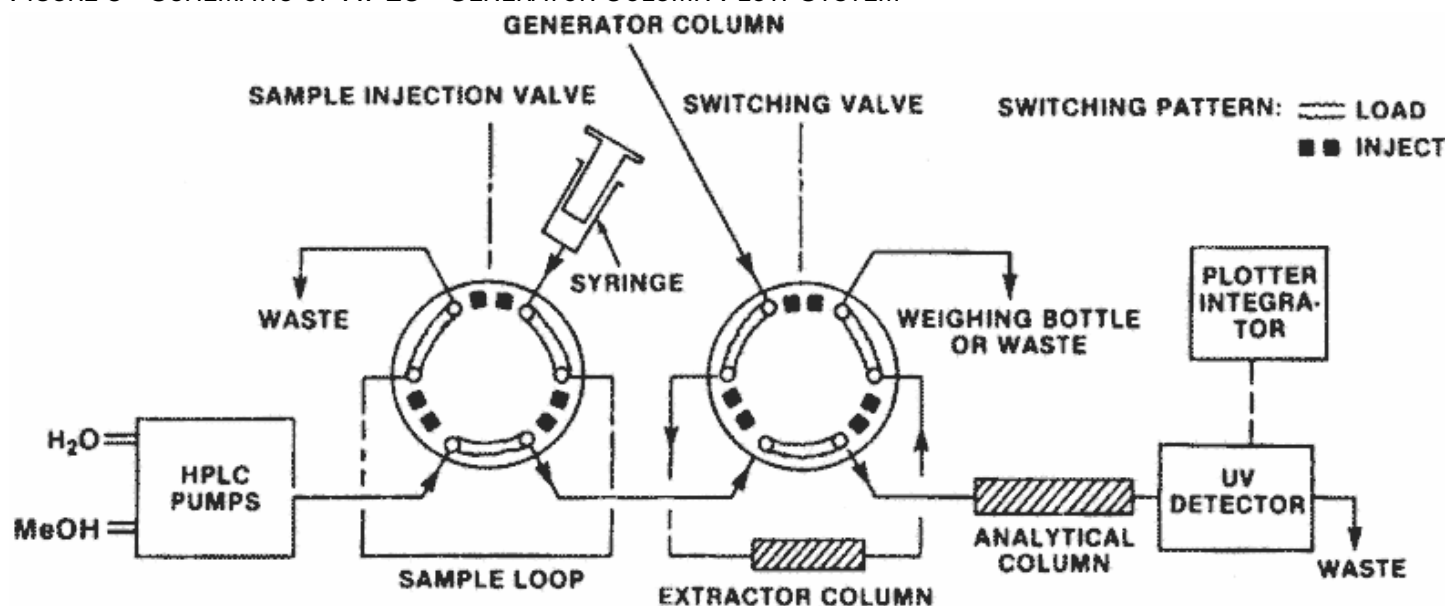 GENERATOR COLUMN
SAMPLE INJECTION VALVE
SWITCHING VALVE
SWITCHING PATTERN:
LOAD
INJECT
SYRINGE
WASTE
WEIGHING BOTTLE
OR WASTE
PLOTTER
INTEGRA-
TOR
H₂O
HPLC
PUMPS
MeOH
UV
DETECTOR
ANALYTICAL
COLUMN
SAMPLE LOOP
EXTRACTOR COLUMN
WASTE